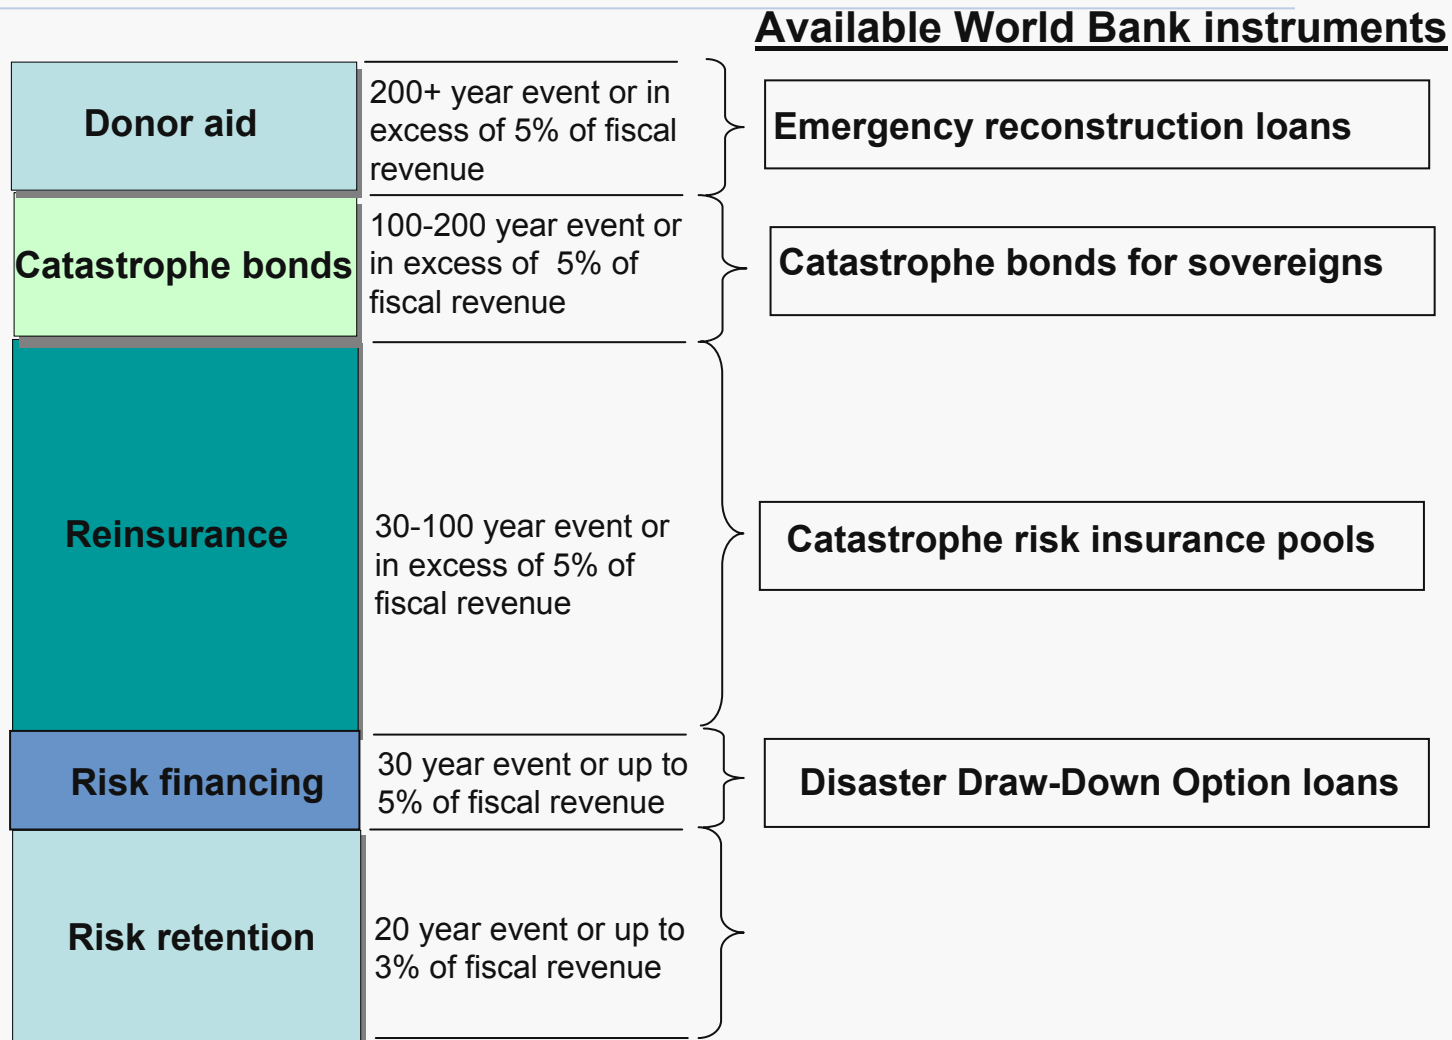 Available World Bank instruments
Donor aid
200+ year event or in
excess of 5% of fiscal
revenue
Emergency reconstruction loans
Catastrophe bonds
100-200 year event or
in excess of 5% of
fiscal revenue
Catastrophe bonds for sovereigns
Reinsurance
30-100 year event or
in excess of 5% of
fiscal revenue
Catastrophe risk insurance pools
Risk financing
30 year event or up to
5% of fiscal revenue
Disaster Draw-Down Option loans
Risk retention
20 year event or up to
3% of fiscal revenue